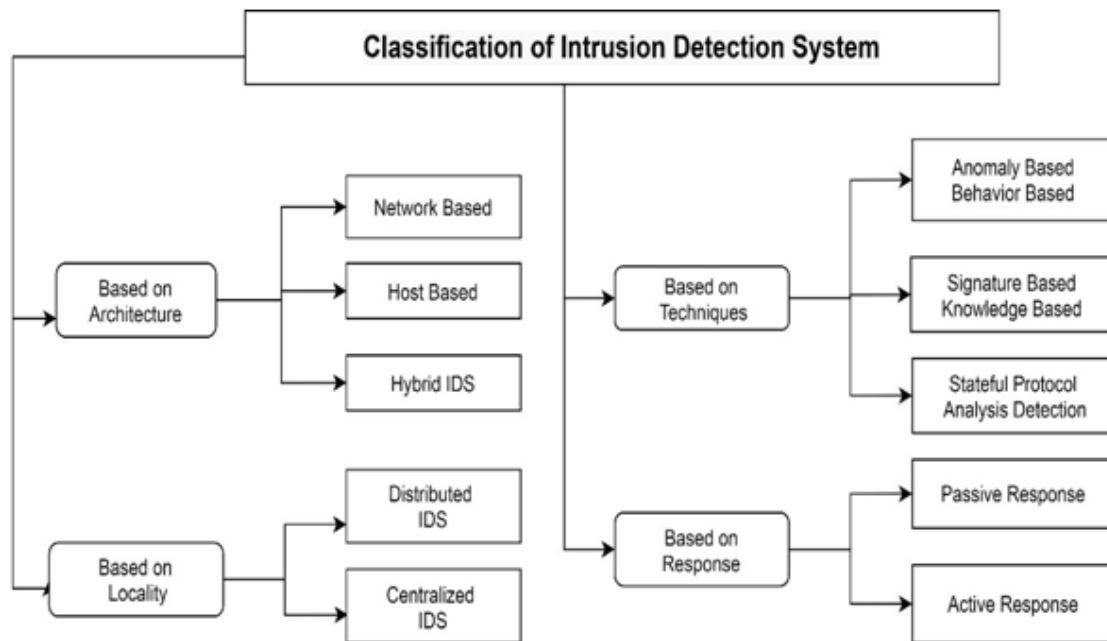 Classification of Intrusion Detection System
Based on
Architecture
Network Based
Host Based
Hybrid IDS
Based on
Locality
Distributed
IDS
Centralized
IDS
Based on
Techniques
Anomaly Based
Behavior Based
Signature Based
Knowledge Based
Stateful Protocol
Analysis Detection
Based on
Response
Passive Response
Active Response